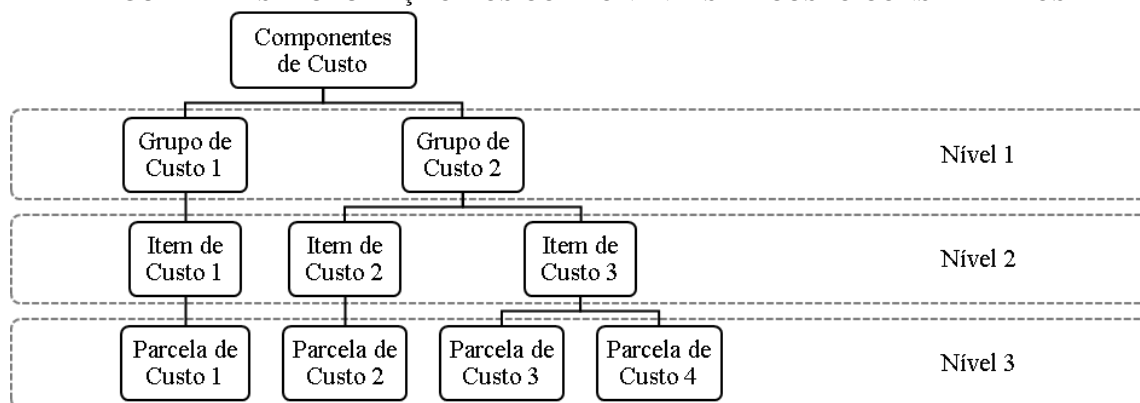 Componentes
de Custo
Grupo de
Custo 1
Grupo de
Custo 2
Nível 1
Item de
Custo 1
Item de
Custo 2
Item de
Custo 3
Nível 2
Parcela de
Custo 1
Parcela de
Custo 2
Parcela de
Custo 3
Parcela de
Custo 4
Nível 3